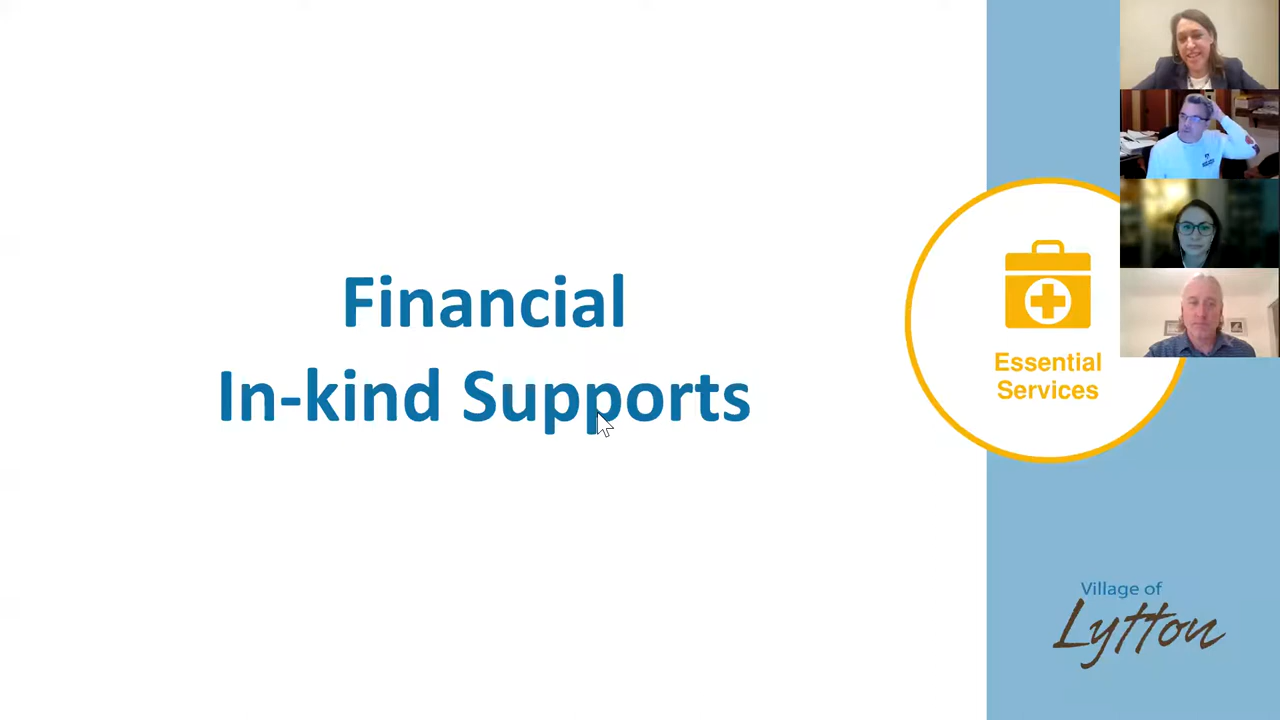 Financial
In-kind Supports
Essential
Services
Village of
Lytton